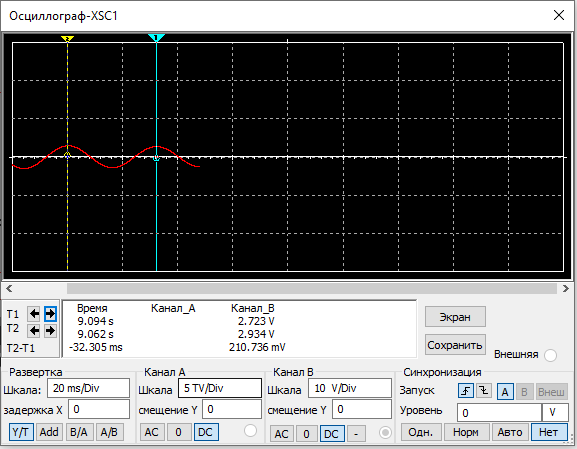 Осциллограф-XSC1
2
1
T1
T2
T2-T1
Время Канал_A Канал_B
9.094 s 2.723 V
9.062 s 2.934 V
-32.305 ms 210.736 mV
Экран
Сохранить
Внешняя
Развертка
Шкала: 20 ms/Div
задержка X 0
Y/T Add B/A A/B
Канал A
Шкала 5 TV/Div
смещение Y 0
AC 0 DC
Канал B
Шкала 10 V/Div
смещение Y 0
AC 0 DC -
Синхронизация
Запуск A B Внеш
Уровень 0 V
Одн. Норм Авто Нет